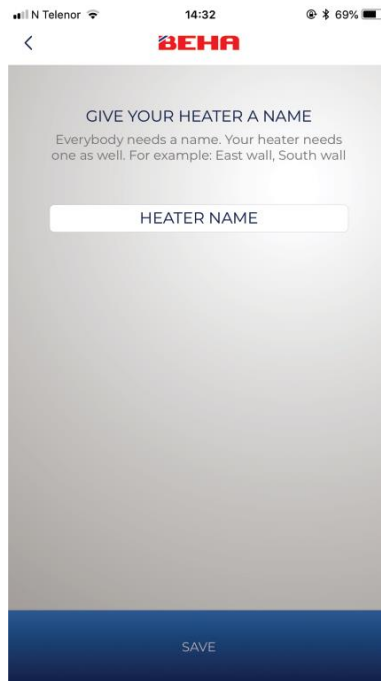 N Telenor 14:32 69%
BEHA
GIVE YOUR HEATER A NAME
Everybody needs a name. Your heater needs
one as well. For example: East wall, South wall
HEATER NAME
SAVE